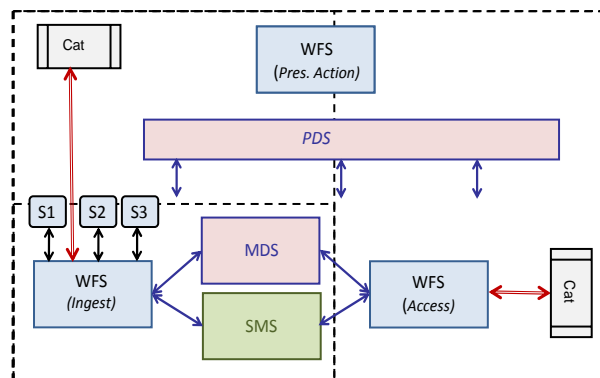 Cat
WFS
(Pres. Action)
PDS
S1
S2
S3
MDS
WFS
(Ingest)
WFS
(Access)
Cat
SMS